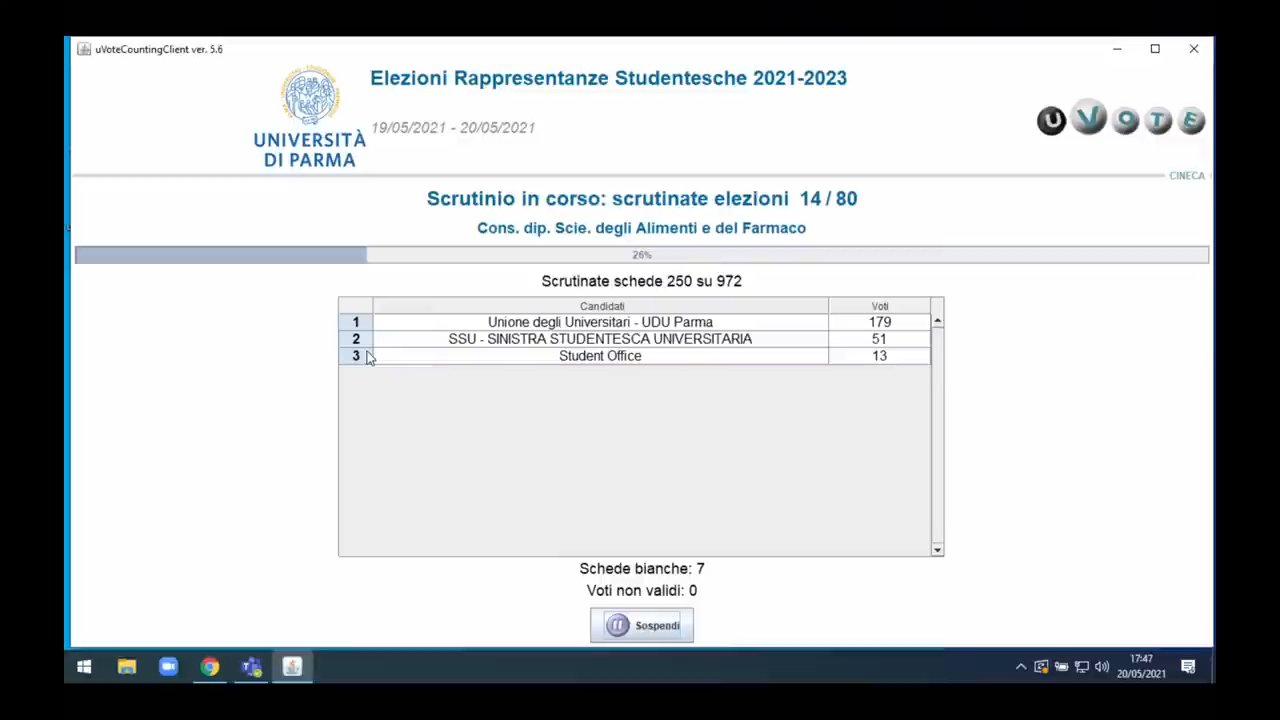 uVoteCountingClient ver. 5.6
Elezioni Rappresentanze Studentesche 2021-2023
19/05/2021 - 20/05/2021
UNIVERSITÀ
DI PARMA
U V O T E
CINECA
Scrutinio in corso: scrutinate elezioni 14 / 80
Cons. dip. Scie. degli Alimenti e del Farmaco
26%
Scrutinate schede 250 su 972
Candidati Voti
1 Unione degli Universitari - UDU Parma 179
2 SSU - SINISTRA STUDENTESCA UNIVERSITARIA 51
3 Student Office 13
Schede bianche: 7
Voti non validi: 0
Sospendi
17:47
20/05/2021